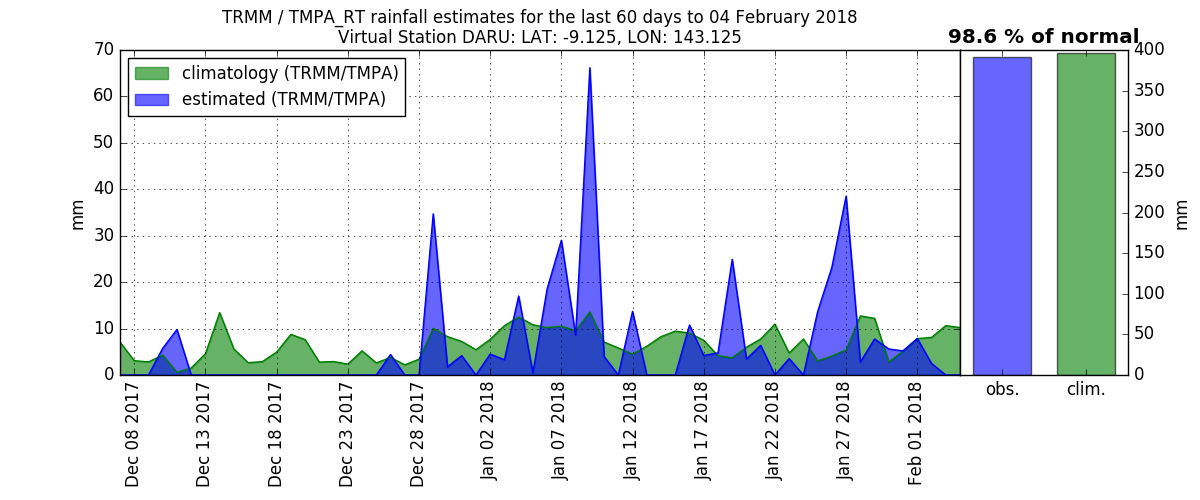 TRMM / TMPA_RT rainfall estimates for the last 60 days to 04 February 2018
Virtual Station DARU: LAT: -9.125, LON: 143.125
98.6 % of normal
climatology (TRMM/TMPA)
estimated (TRMM/TMPA)
70
60
50
40
30
20
10
0
mm
Dec 08 2017
Dec 13 2017
Dec 18 2017
Dec 23 2017
Dec 28 2017
Jan 02 2018
Jan 07 2018
Jan 12 2018
Jan 17 2018
Jan 22 2018
Jan 27 2018
Feb 01 2018
obs.
clim.
400
350
300
250
200
150
100
50
0
mm